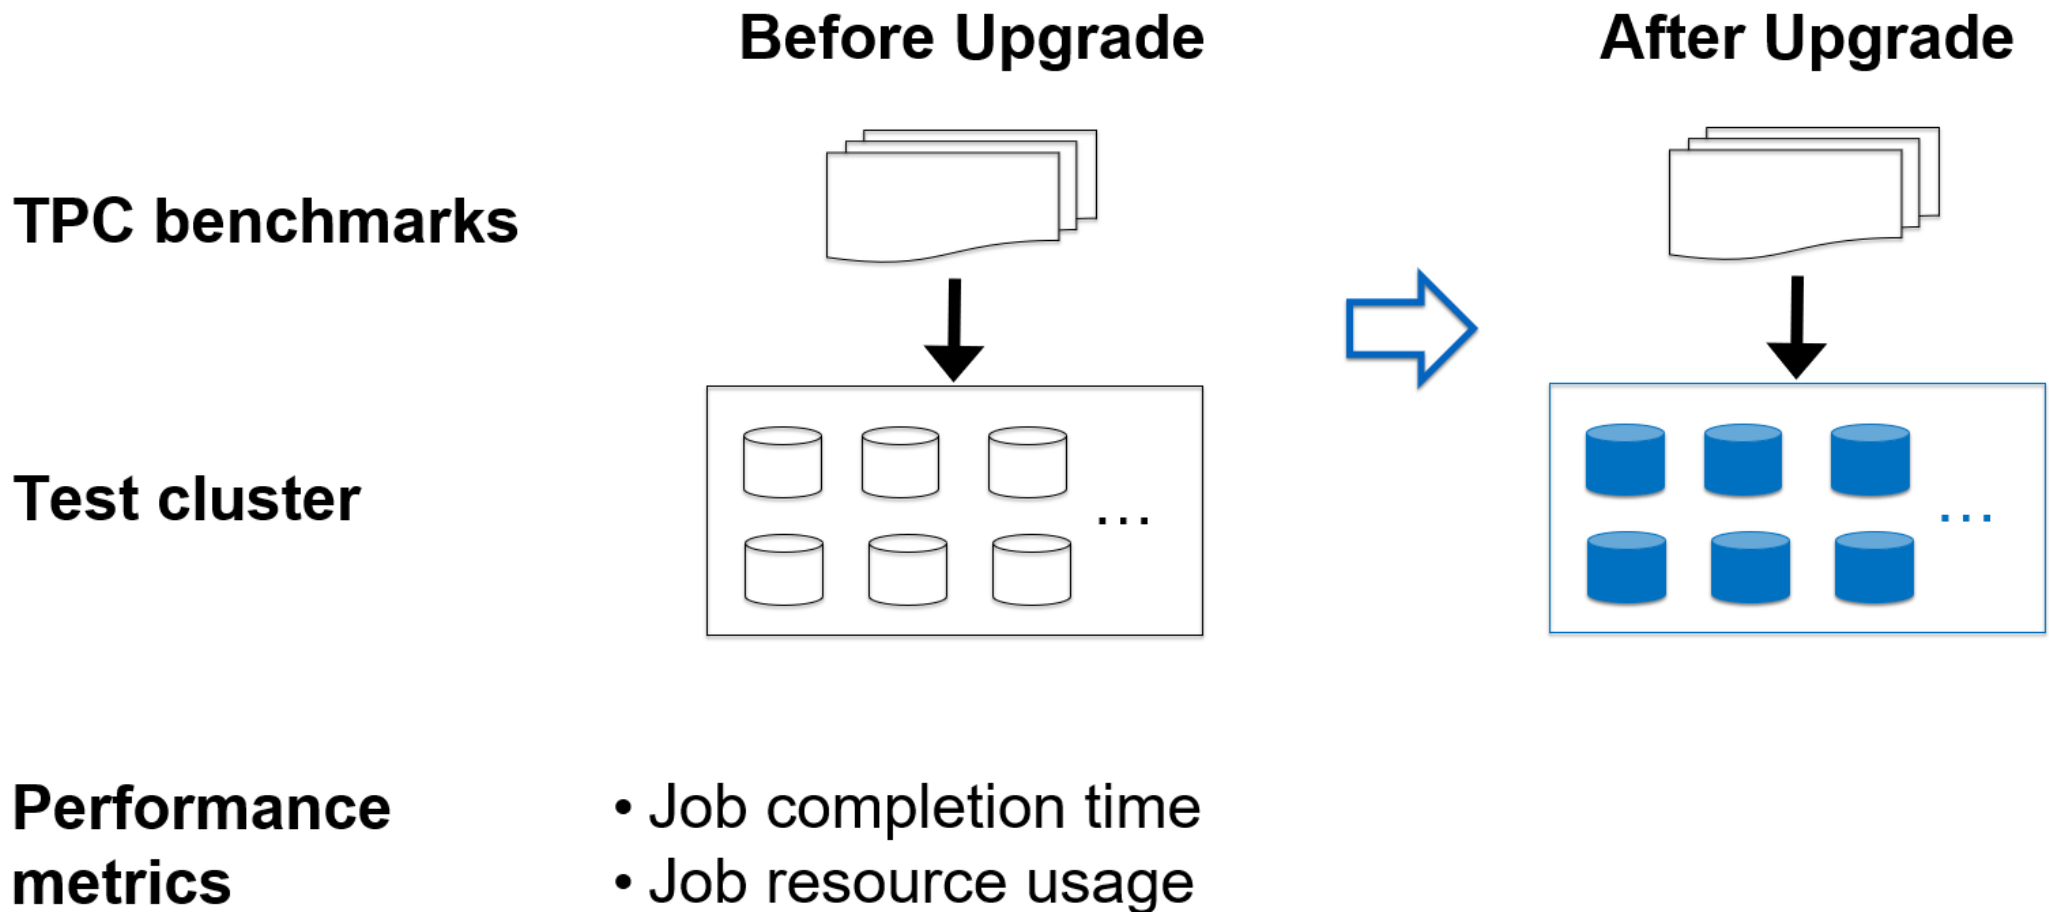 Before Upgrade
After Upgrade
TPC benchmarks
Test cluster
...
...
Performance
metrics
• Job completion time
• Job resource usage